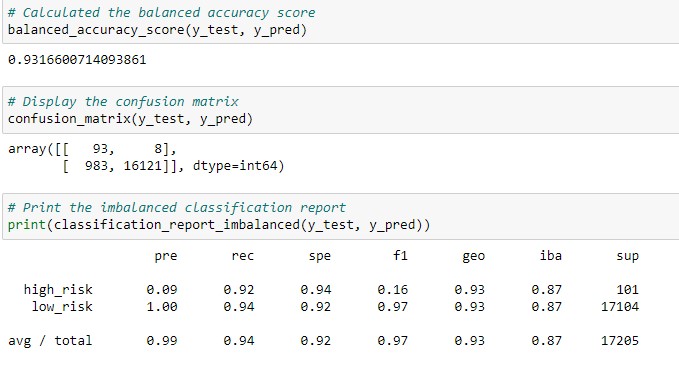 # Calculated the balanced accuracy score
balanced_accuracy_score(y_test, y_pred)
0.9316600714093861
# Display the confusion matrix
confusion_matrix(y_test, y_pred)
array([[   93,     8],
       [  983, 16121]], dtype=int64)
# Print the imbalanced classification report
print(classification_report_imbalanced(y_test, y_pred))
pre rec spe f1 geo iba sup
high_risk 0.09 0.92 0.94 0.16 0.93 0.87 101
low_risk 1.00 0.94 0.92 0.97 0.93 0.87 17104
avg / total 0.99 0.94 0.92 0.97 0.93 0.87 17205